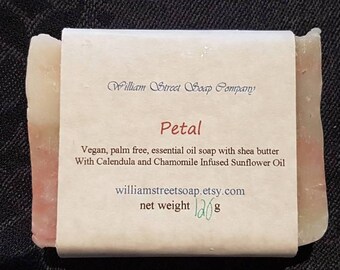 William Street Soap Company
Petal
Vegan, palm free, essential oil soap with shea butter
With Calendula and Chamomile Infused Sunflower Oil
williamstreetsoap.etsy.com
net weight 120 g